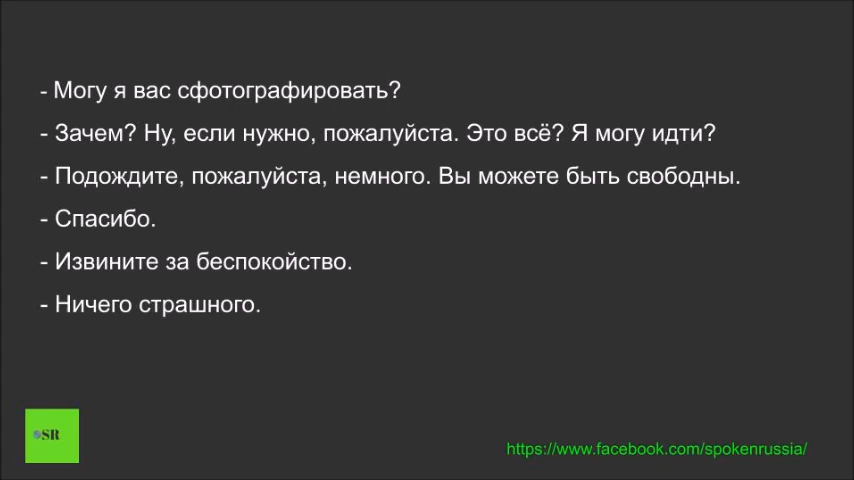 - Могу я вас сфотографировать?
- Зачем? Ну, если нужно, пожалуйста. Это всё? Я могу идти?
- Подождите, пожалуйста, немного. Вы можете быть свободны.
- Спасибо.
- Извините за беспокойство.
- Ничего страшного.
SR
https://www.facebook.com/spokenrussia/